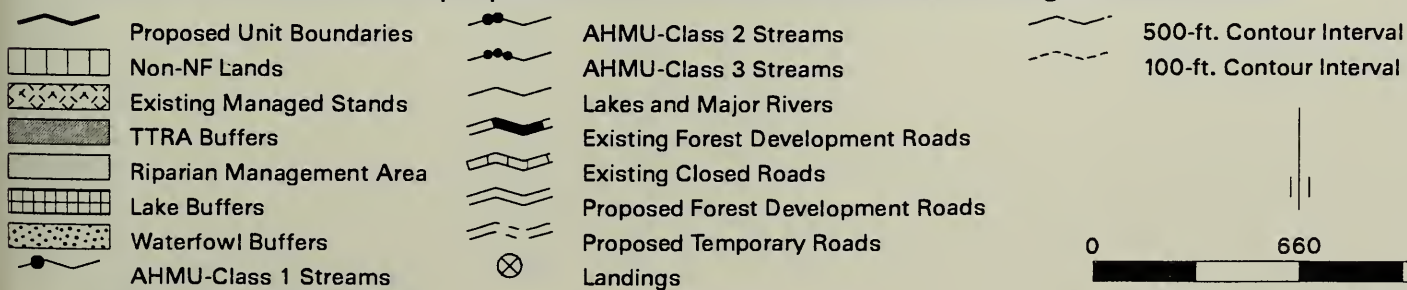 Proposed Unit Boundaries
Non-NF Lands
Existing Managed Stands
TTRA Buffers
Riparian Management Area
Lake Buffers
Waterfowl Buffers
AHMU-Class 1 Streams
AHMU-Class 2 Streams
AHMU-Class 3 Streams
Lakes and Major Rivers
Existing Forest Development Roads
Existing Closed Roads
Proposed Forest Development Roads
Proposed Temporary Roads
Landings
500-ft. Contour Interval
100-ft. Contour Interval
0 660